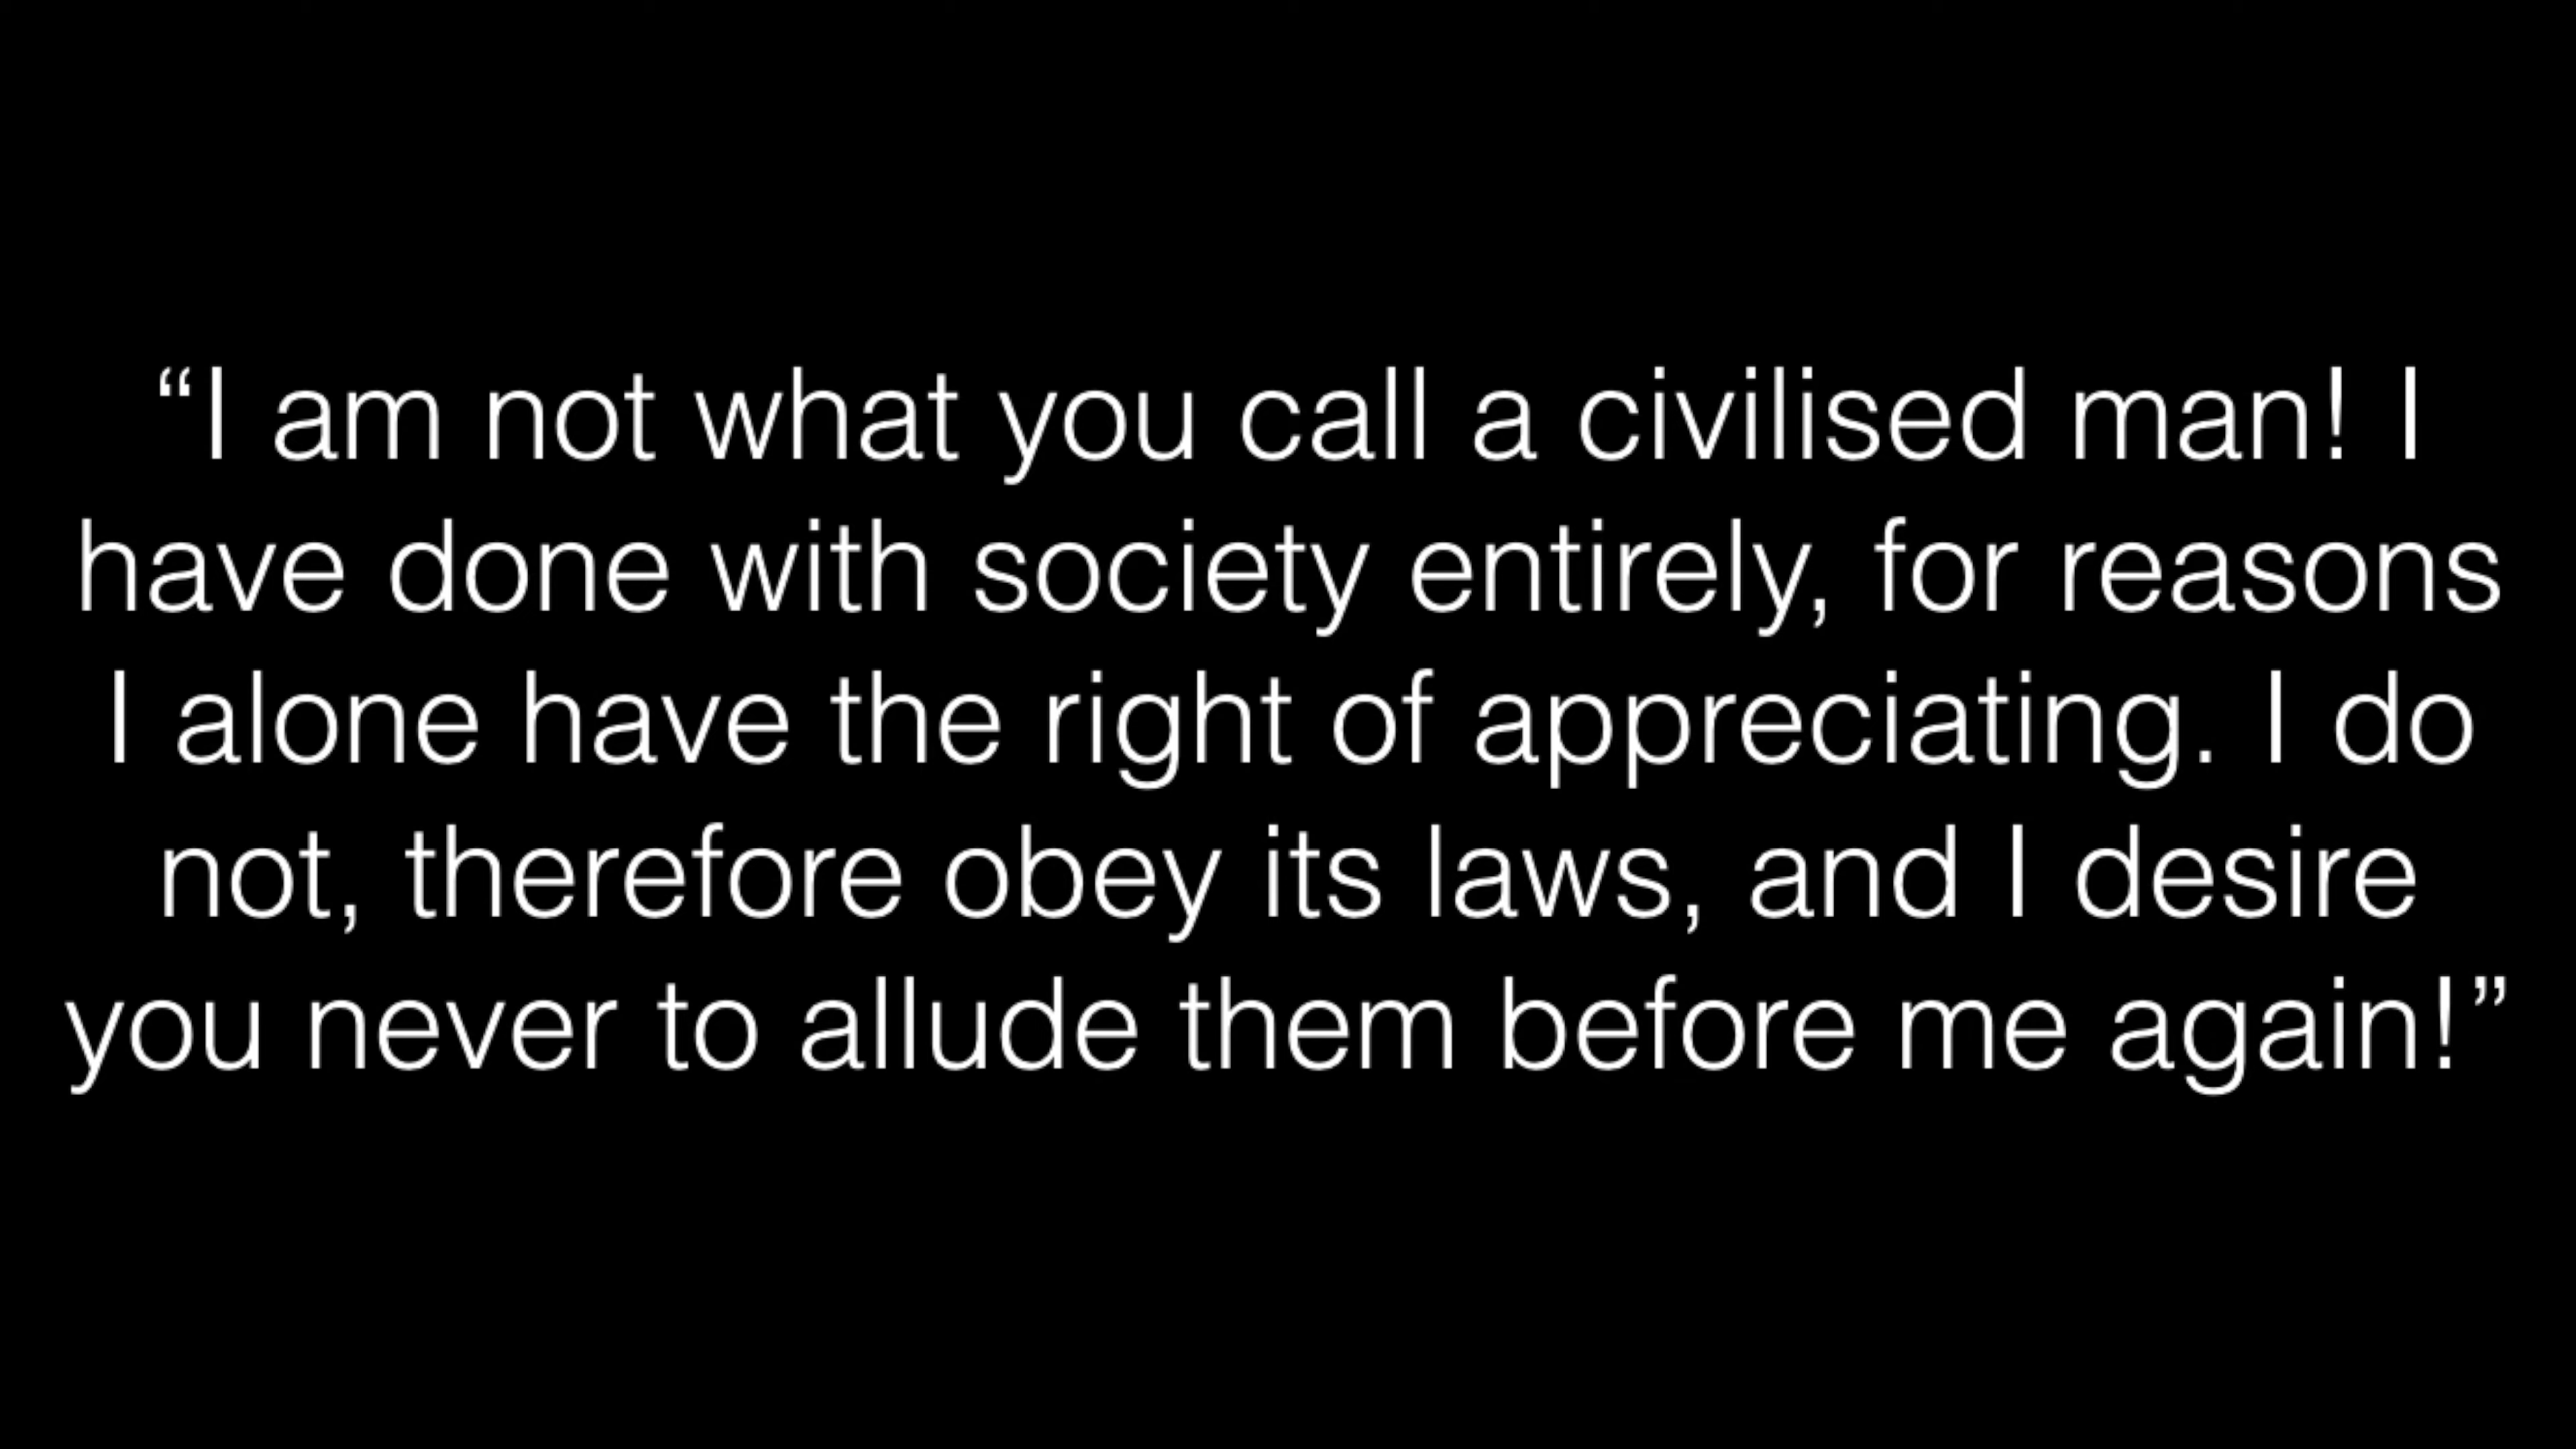 “I am not what you call a civilised man! I
have done with society entirely, for reasons
I alone have the right of appreciating. I do
not, therefore obey its laws, and I desire
you never to allude them before me again!”